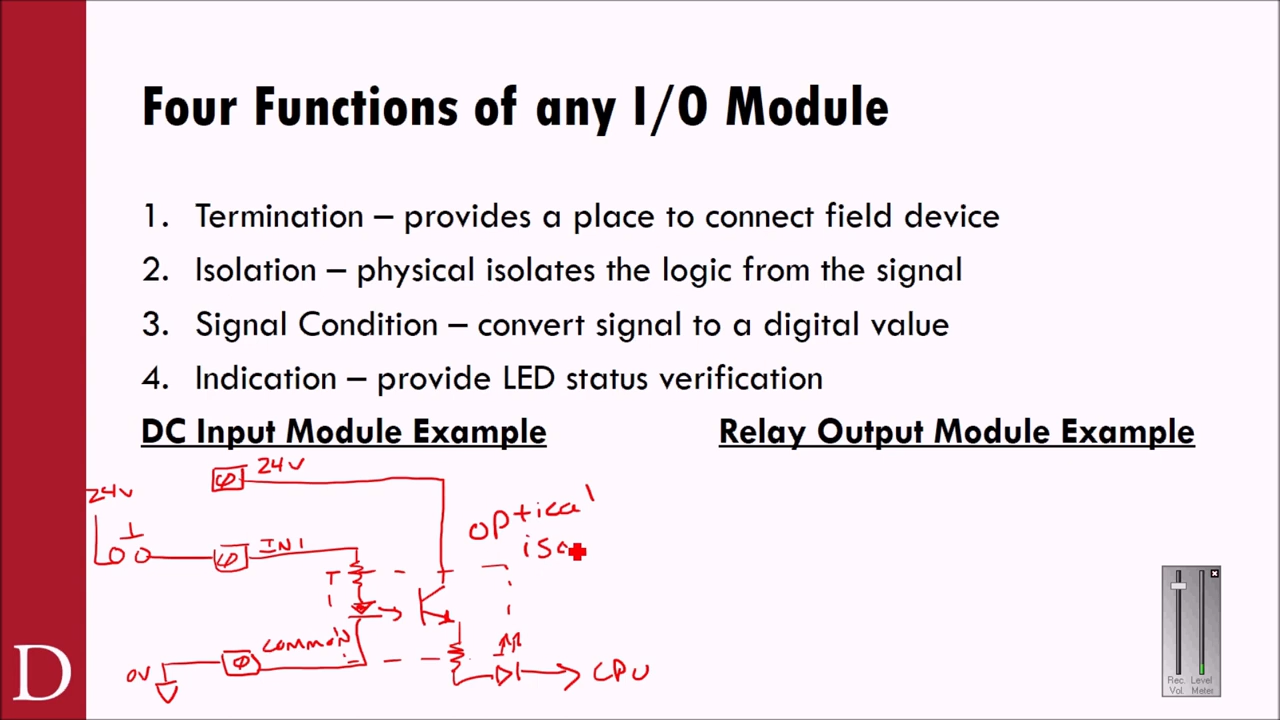 Four Functions of any I/O Module
1. Termination – provides a place to connect field device
2. Isolation – physical isolates the logic from the signal
3. Signal Condition – convert signal to a digital value
4. Indication – provide LED status verification
DC Input Module Example
Relay Output Module Example
24V
24V
optical
iso
IN1
common
0V
CPU
D
Rec. Vol.
Level Meter